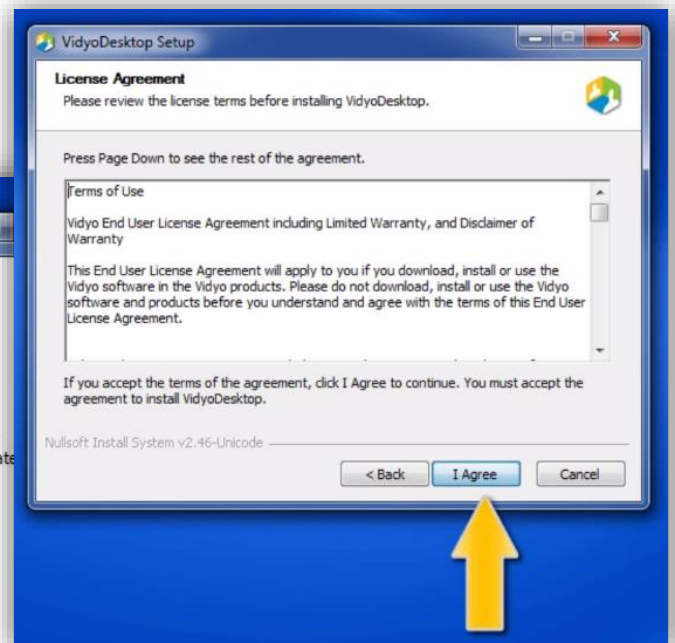 VidyoDesktop Setup
License Agreement
Please review the license terms before installing VidyoDesktop.
Press Page Down to see the rest of the agreement.
Terms of Use
Vidyo End User License Agreement including Limited Warranty, and Disclaimer of
Warranty
This End User License Agreement will apply to you if you download, install or use the
Vidyo software in the Vidyo products. Please do not download, install or use the Vidyo
software and products before you understand and agree with the terms of this End User
License Agreement.
If you accept the terms of the agreement, click I Agree to continue. You must accept the
agreement to install VidyoDesktop.
Nullsoft Install System v2.46-Unicode
< Back
I Agree
Cancel